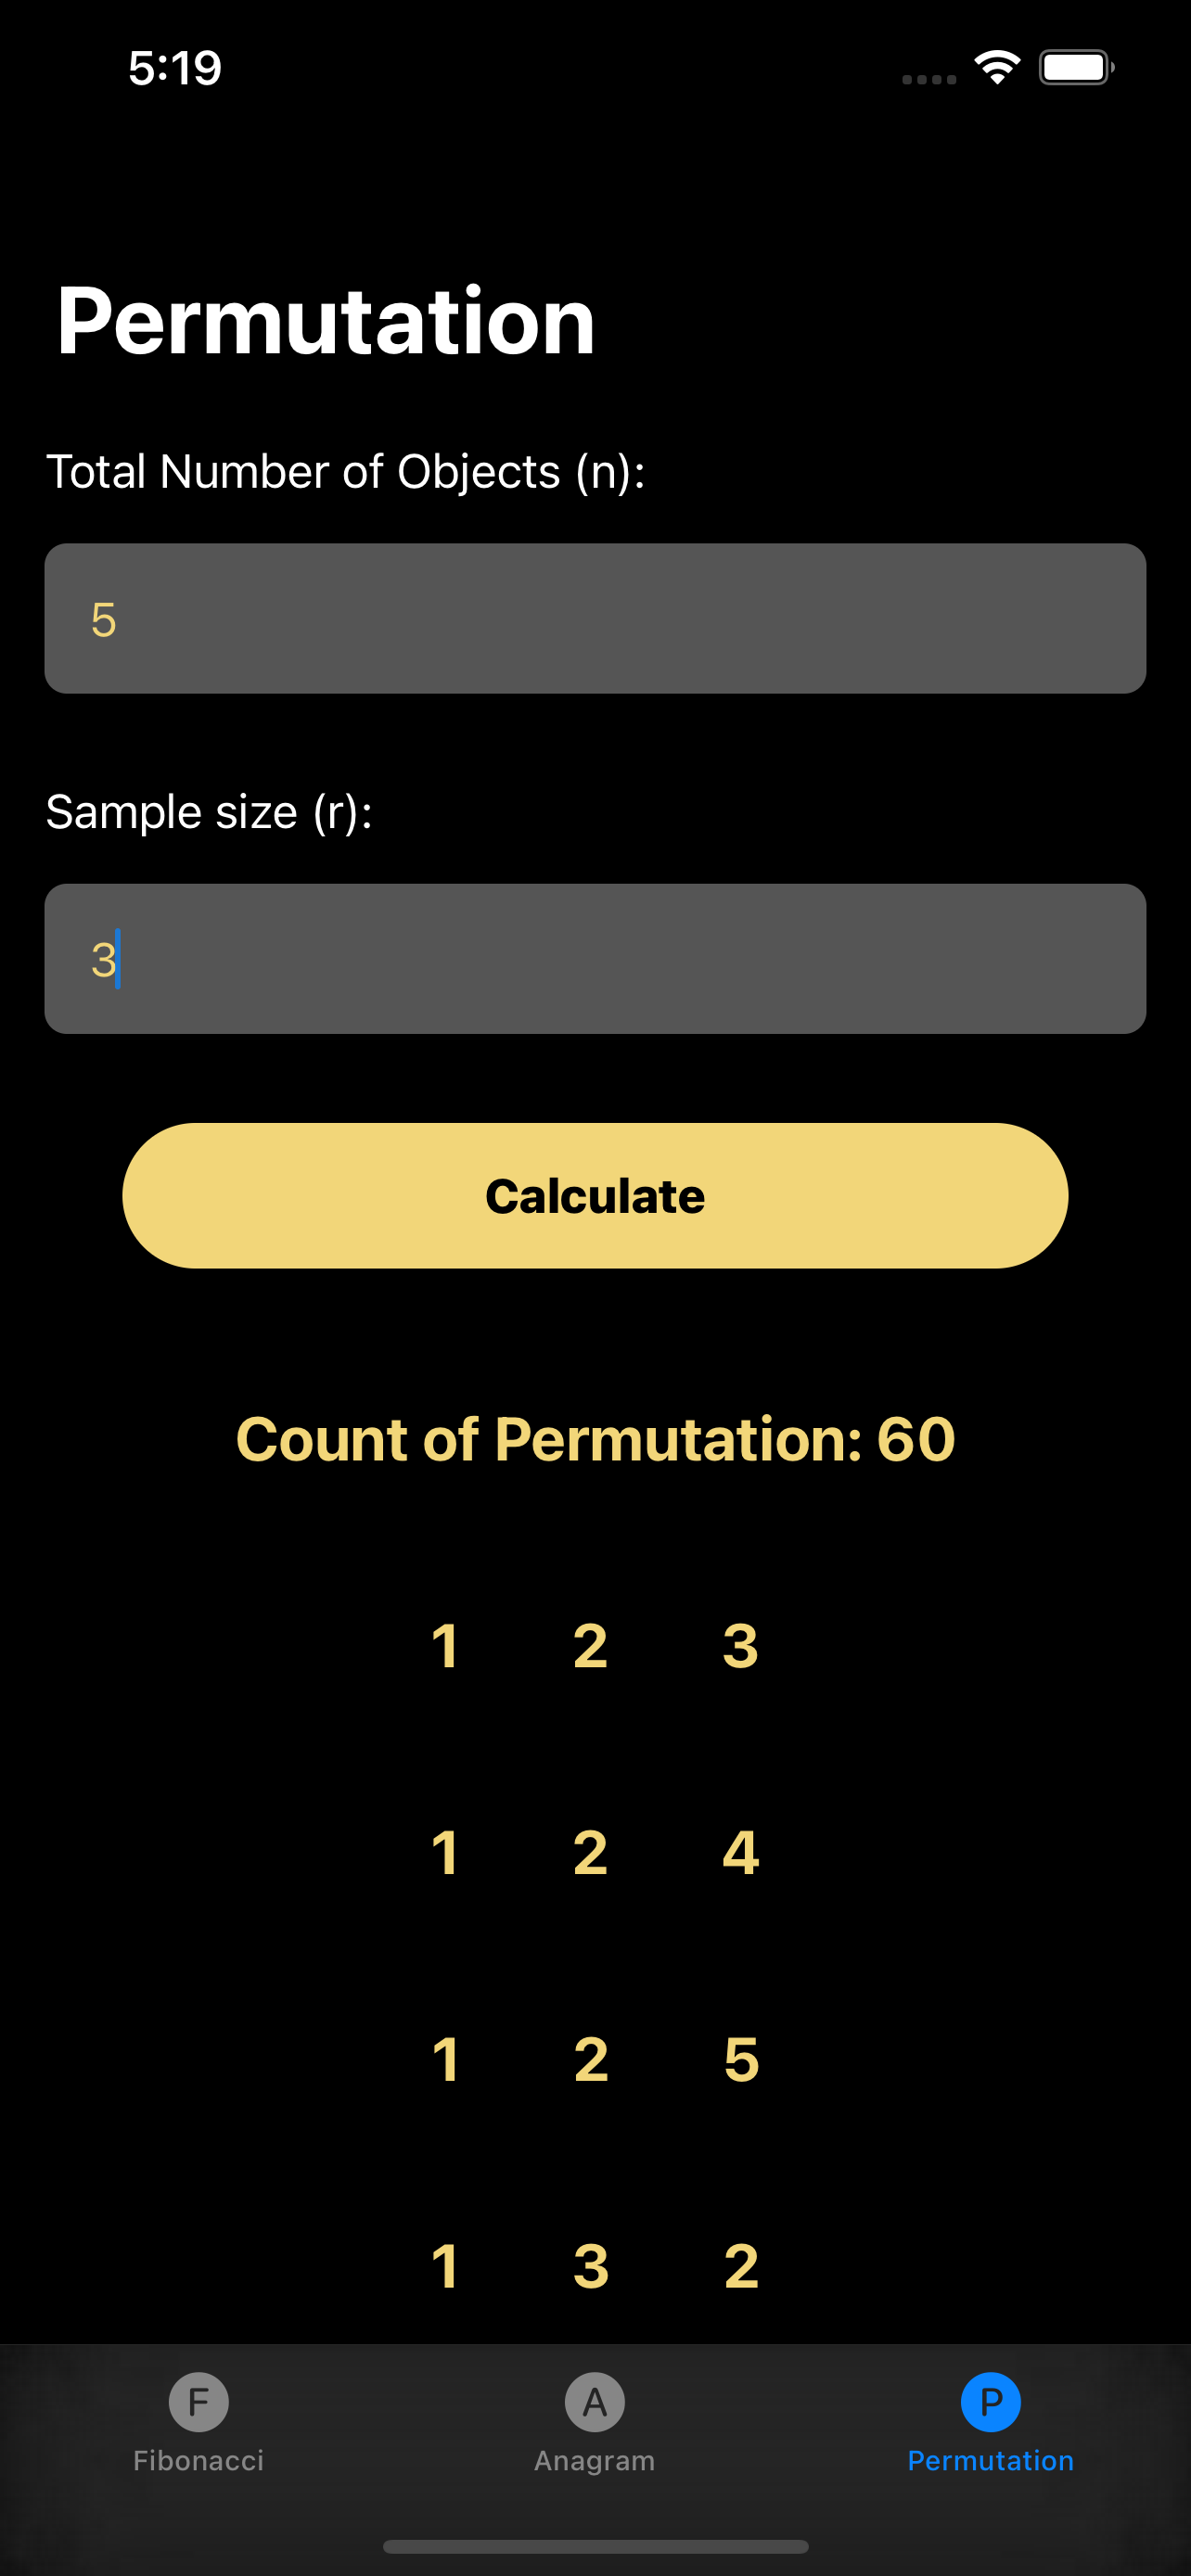 5:19
Permutation
Total Number of Objects (n):
5
Sample size (r):
3
Calculate
Count of Permutation: 60
1 2 3
1 2 4
1 2 5
1 3 2
F A P
Fibonacci Anagram Permutation